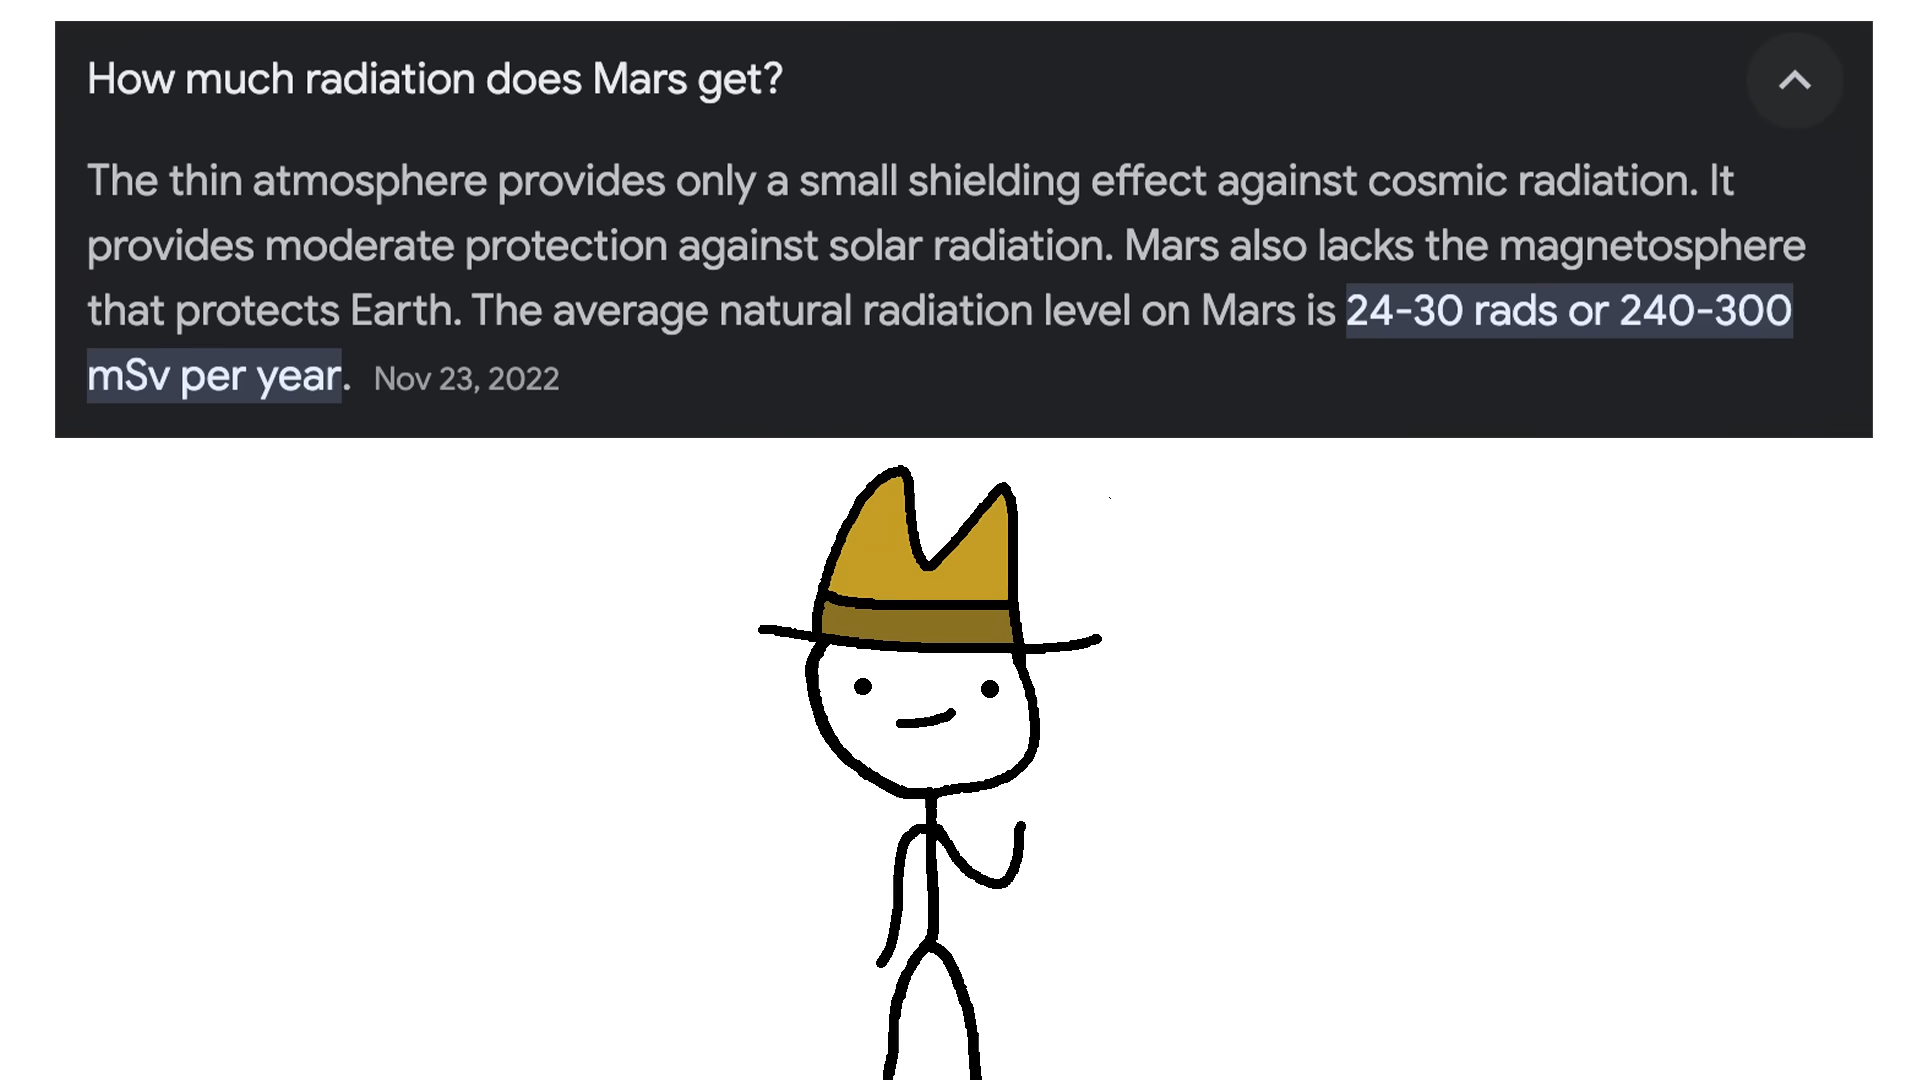 How much radiation does Mars get?
The thin atmosphere provides only a small shielding effect against cosmic radiation. It
provides moderate protection against solar radiation. Mars also lacks the magnetosphere
that protects Earth. The average natural radiation level on Mars is 24-30 rads or 240-300
mSv per year. Nov 23, 2022